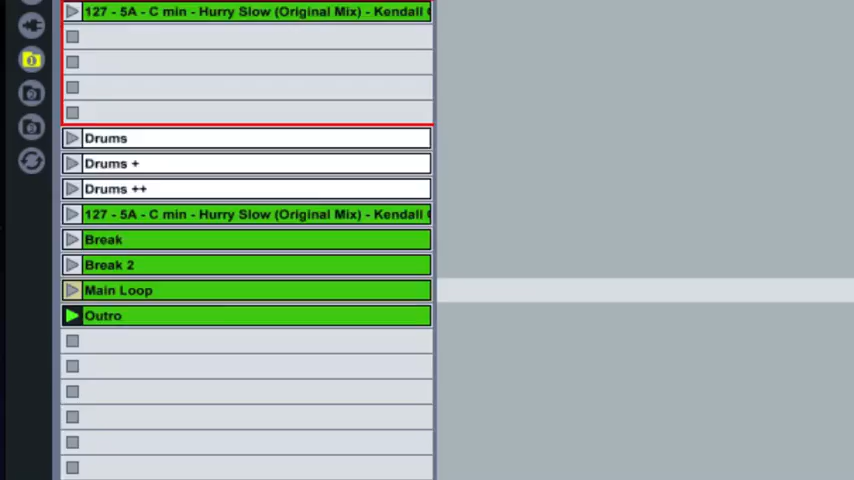 127 - 5A - C min - Hurry Slow (Original Mix) - Kendall
Drums
Drums +
Drums ++
127 - 5A - C min - Hurry Slow (Original Mix) - Kendall
Break
Break 2
Main Loop
Outro